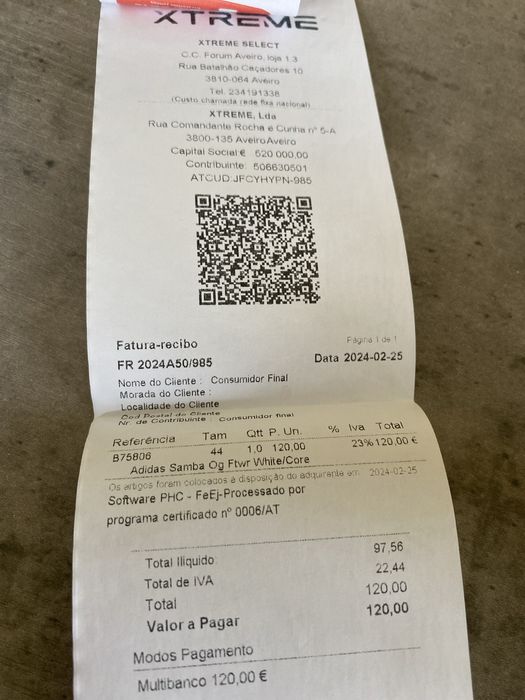 XTREME
XTREME SELECT
C.C. Forum Aveiro, loja 1.3
Rua Batalhão Caçadores 10
3810-064 Aveiro
Tel. 234191338
(Custo chamada rede fixa nacional)
XTREME, Lda
Rua Comandante Rocha e Cunha nº 5-A
3800-135 AveiroAveiro
Capital Social € 520 000,00
Contribuinte: 506630501
ATCUD:JFCYHYPN-985
Fatura-recibo Página 1 de 1
FR 2024A50/985 Data 2024-02-25
Nome do Cliente : Consumidor Final
Morada do Cliente :
Localidade do Cliente
Cod Postal do Cliente
Nr. de Contribuinte : Consumidor final
Referência Tam Qtt P. Un. % Iva Total
B75806 44 1,0 120,00 23% 120,00 €
Adidas Samba Og Ftwr White/Core
Os artigos foram colocados à disposição do adquirente em 2024-02-25
Software PHC - FeEj-Processado por
programa certificado nº 0006/AT
Total Iliquido 97,56
Total de IVA 22,44
Total 120,00
Valor a Pagar 120,00
Modos Pagamento
Multibanco 120,00 €